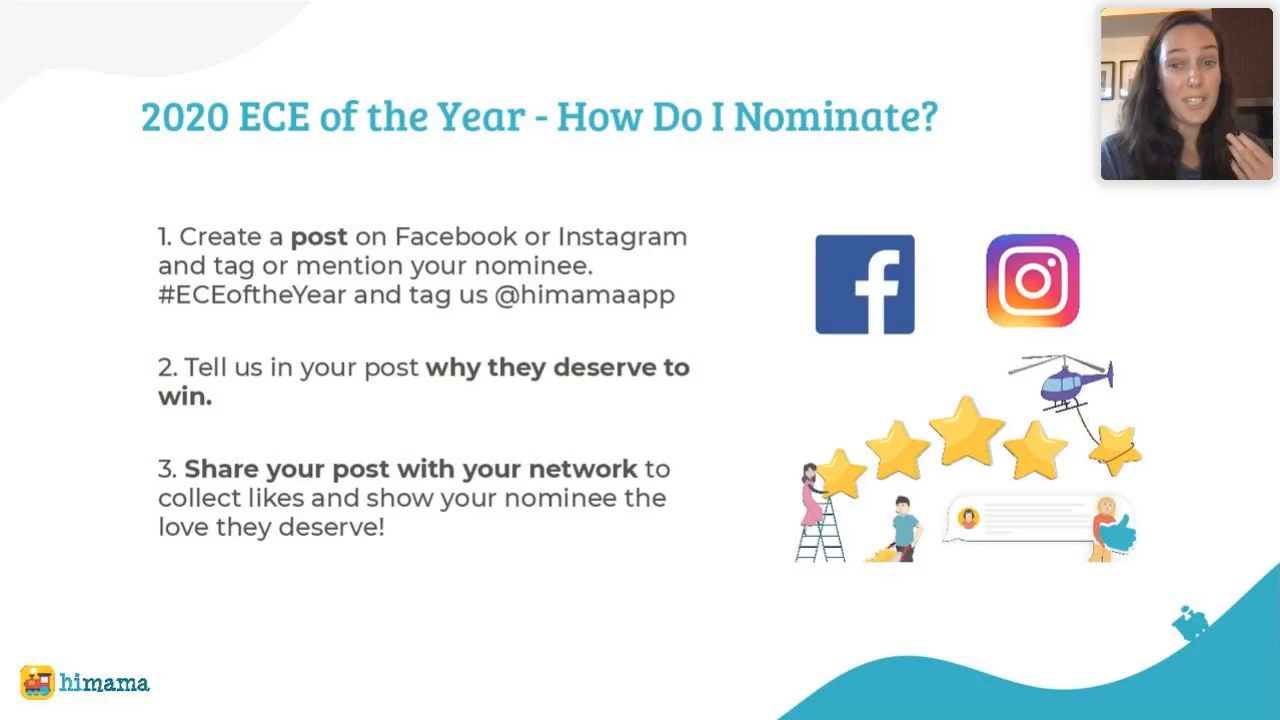 2020 ECE of the Year - How Do I Nominate?
1. Create a post on Facebook or Instagram
and tag or mention your nominee.
#ECEoftheYear and tag us @himamaapp
2. Tell us in your post why they deserve to
win.
3. Share your post with your network to
collect likes and show your nominee the
love they deserve!
himama